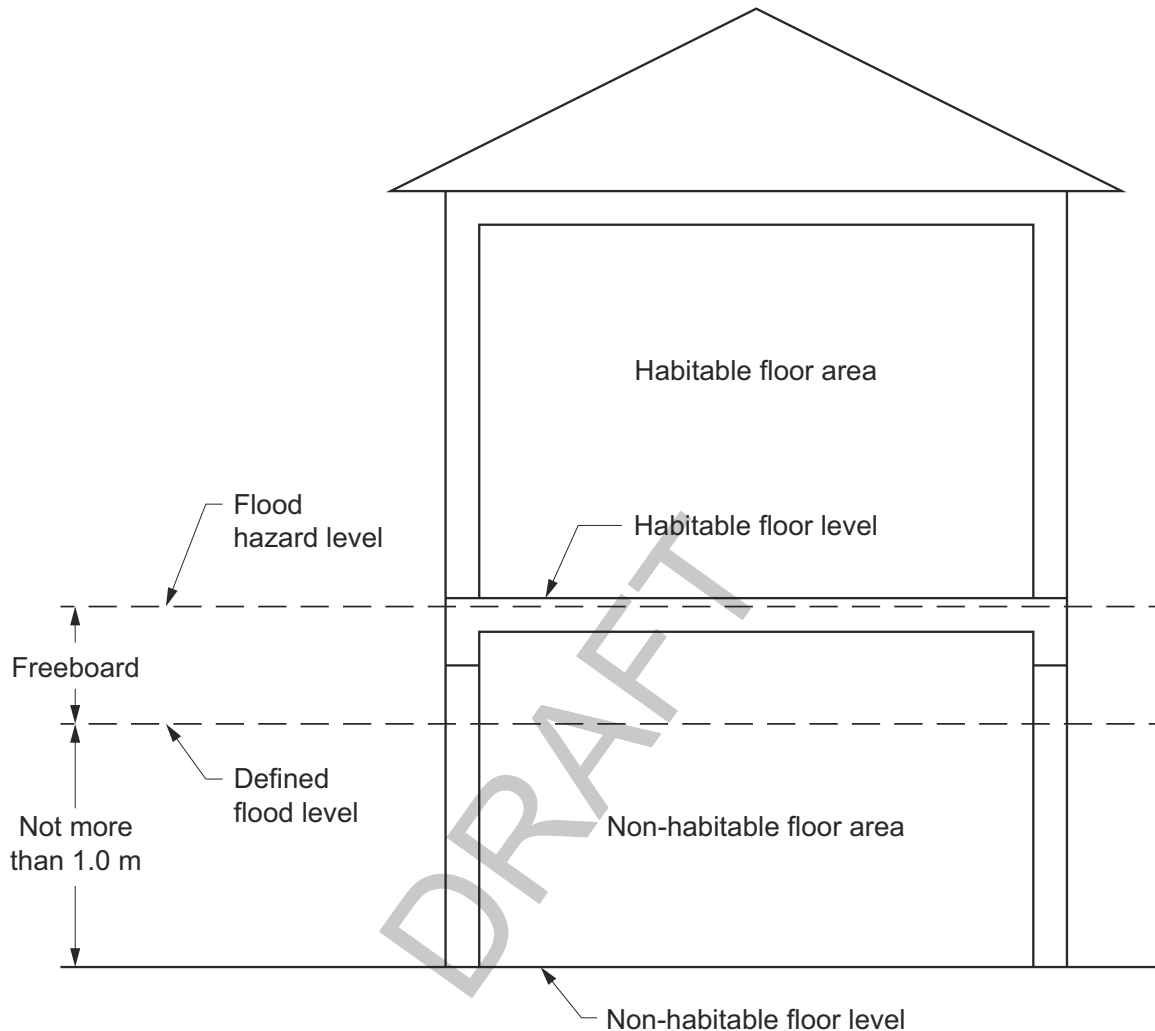 Habitable floor area
Flood
hazard level
Habitable floor level
Freeboard
Defined
flood level
Not more
than 1.0 m
Non-habitable floor area
Non-habitable floor level
DRAFT